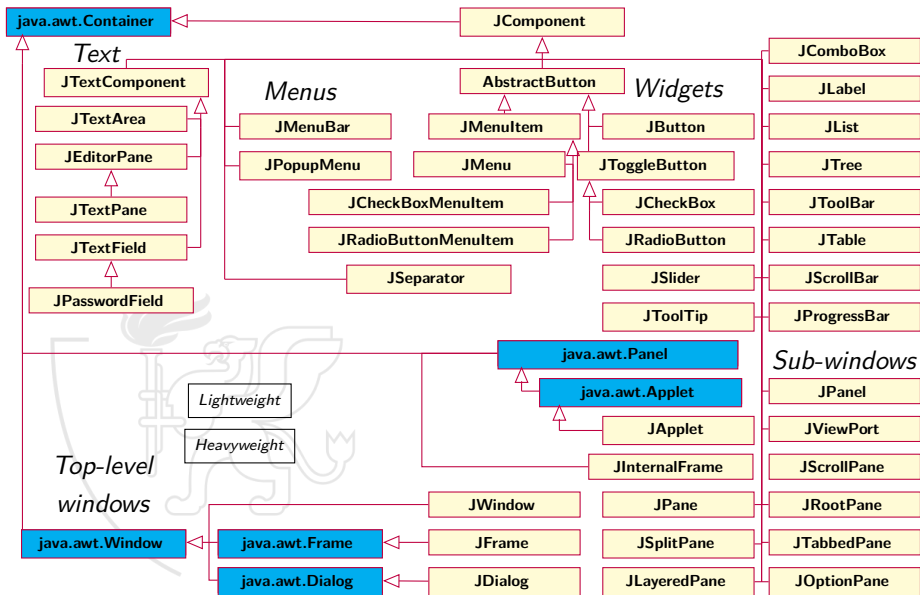 java.awt.Container
JComponent
Text
JTextComponent
JTextArea
JEditorPane
JTextPane
JTextField
JPasswordField
Menus
JMenuBar
JPopupMenu
AbstractButton
JMenuItem
JMenu
JCheckBoxMenuItem
JRadioButtonMenuItem
JSeparator
Widgets
JButton
JToggleButton
JCheckBox
JRadioButton
JSlider
JToolTip
JComboBox
JLabel
JList
JTree
JToolBar
JTable
JScrollBar
JProgressBar
java.awt.Panel
java.awt.Applet
JApplet
JInternalFrame
Sub-windows
JPanel
JViewPort
JScrollPane
JPane
JRootPane
JSplitPane
JTabbedPane
JLayeredPane
JOptionPane
Lightweight
Heavyweight
Top-level
windows
java.awt.Window
java.awt.Frame
java.awt.Dialog
JWindow
JFrame
JDialog